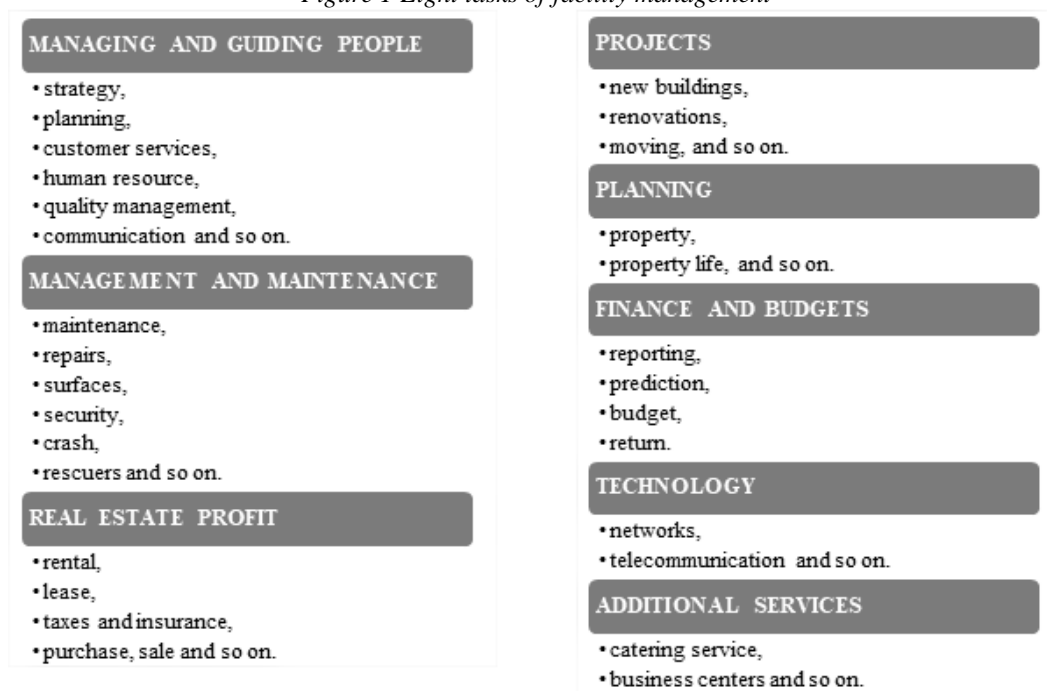 Figure 1 Eight tasks of facility management
MANAGING AND GUIDING PEOPLE
•strategy,
•planning,
•customer services,
•human resource,
•quality management,
•communication and so on.
MANAGEMENT AND MAINTENANCE
•maintenance,
•repairs,
•surfaces,
•security,
•crash,
•rescuers and so on.
REAL ESTATE PROFIT
•rental,
•lease,
•taxes and insurance,
•purchase, sale and so on.
PROJECTS
•new buildings,
•renovations,
•moving, and so on.
PLANNING
•property,
•property life, and so on.
FINANCE AND BUDGETS
•reporting,
•prediction,
•budget,
•return.
TECHNOLOGY
•networks,
•telecommunication and so on.
ADDITIONAL SERVICES
•catering service,
•business centers and so on.